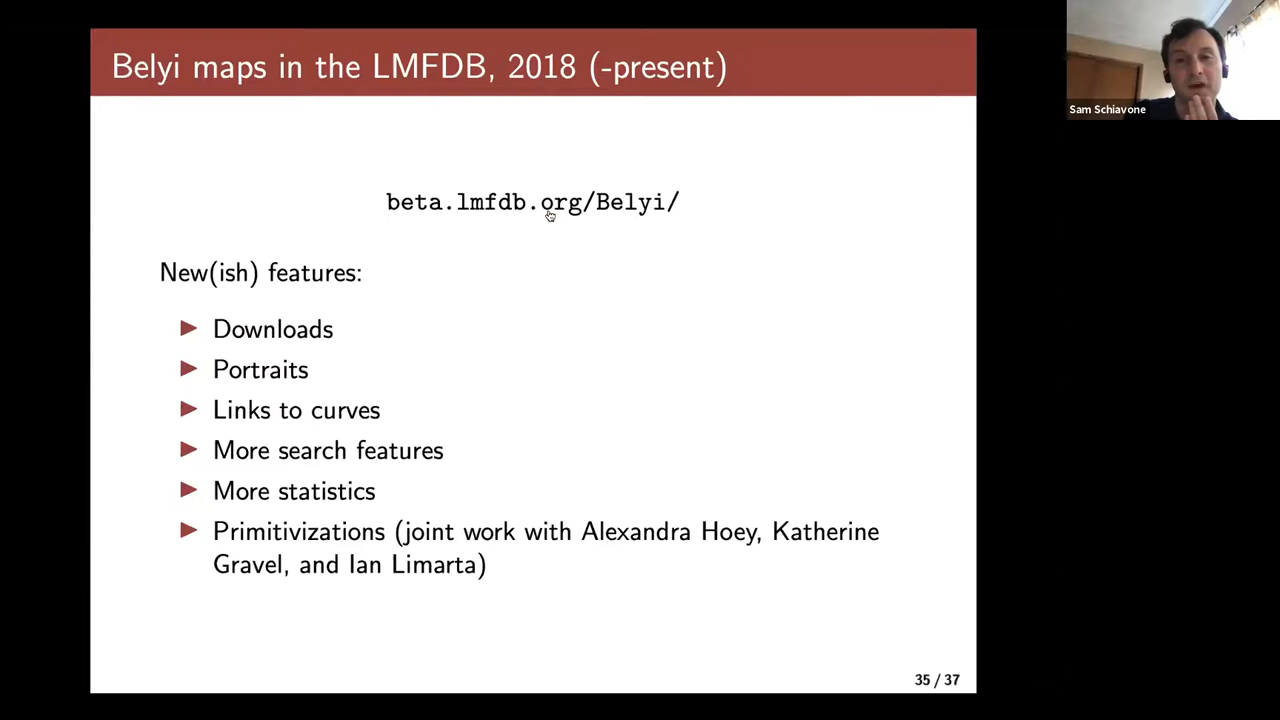 Belyi maps in the LMFDB, 2018 (-present)
Sam Schiavone
beta.lmfdb.org/Belyi/
New(ish) features:
▶ Downloads
▶ Portraits
▶ Links to curves
▶ More search features
▶ More statistics
▶ Primitivizations (joint work with Alexandra Hoey, Katherine
Gravel, and Ian Limarta)
35 / 37